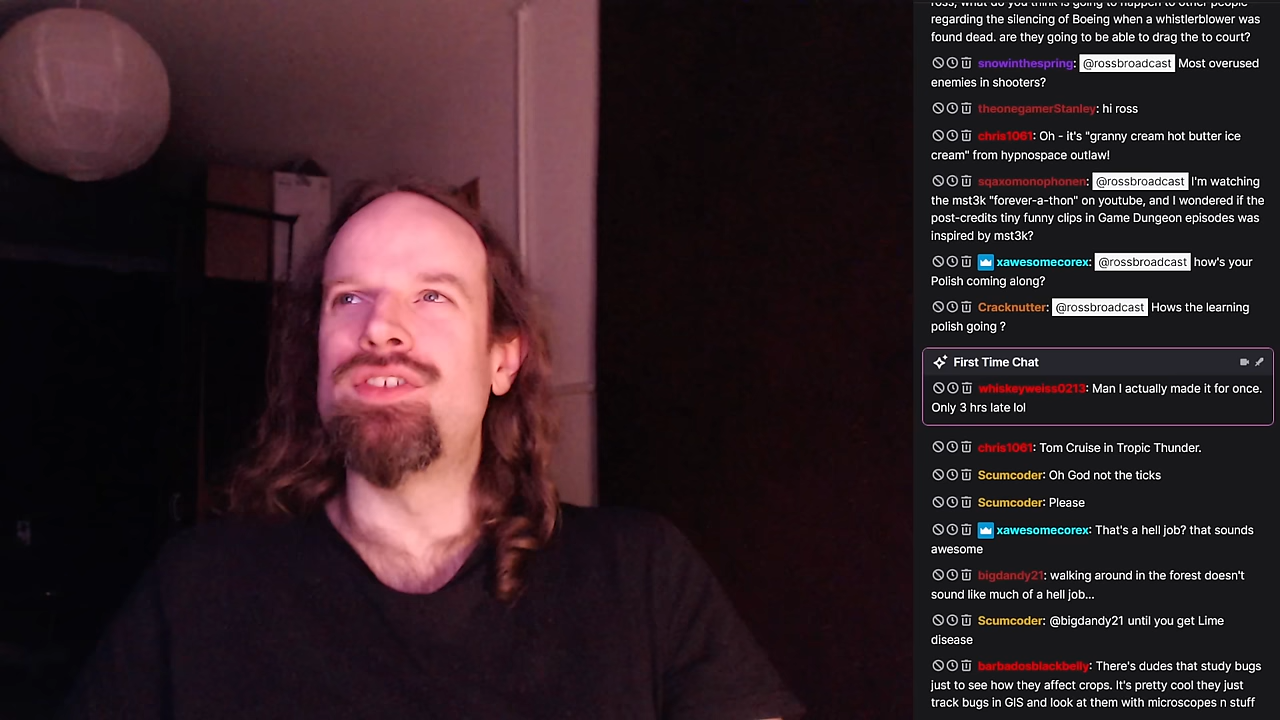 ross, what do you think is going to happen to other people
regarding the silencing of Boeing when a whistlerblower was
found dead. are they going to be able to drag the to court?
snowinthespring: @rossbroadcast Most overused
enemies in shooters?
theonegamerStanley: hi ross
chris1061: Oh - it's "granny cream hot butter ice
cream" from hypnospace outlaw!
sqaxomonophonen: @rossbroadcast I'm watching
the mst3k "forever-a-thon" on youtube, and I wondered if the
post-credits tiny funny clips in Game Dungeon episodes was
inspired by mst3k?
xawesomecorex: @rossbroadcast how's your
Polish coming along?
Cracknutter: @rossbroadcast Hows the learning
polish going ?
First Time Chat
whiskeyweiss0213: Man I actually made it for once.
Only 3 hrs late lol
chris1061: Tom Cruise in Tropic Thunder.
Scumcoder: Oh God not the ticks
Scumcoder: Please
xawesomecorex: That's a hell job? that sounds
awesome
bigdandy21: walking around in the forest doesn't
sound like much of a hell job...
Scumcoder: @bigdandy21 until you get Lime
disease
barbadosblackbelly: There's dudes that study bugs
just to see how they affect crops. It's pretty cool they just
track bugs in GIS and look at them with microscopes n stuff